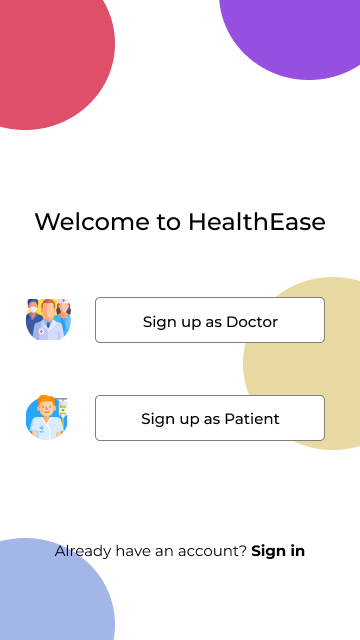 Welcome to HealthEase
Sign up as Doctor
Sign up as Patient
Already have an account? Sign in